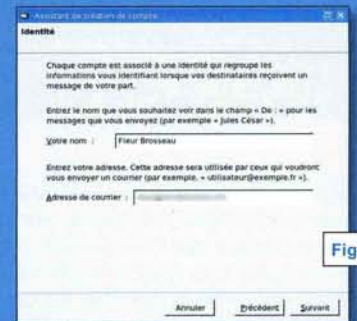 Assistant de création de compte
Identité
Chaque compte est associé à une identité qui regroupe les
informations vous identifiant lorsque vos destinataires reçoivent un
message de votre part.
Entrez le nom que vous souhaitez voir dans le champ « De : » pour les
messages que vous envoyez (par exemple « Jules César »).
Votre nom : Fleur Brosseau
Entrez votre adresse. Cette adresse sera utilisée par ceux qui voudront
vous envoyer un courrier (par exemple, « utilisateur@exemple.fr »).
Adresse de courrier :
Fig
Annuler Précédent Suivant